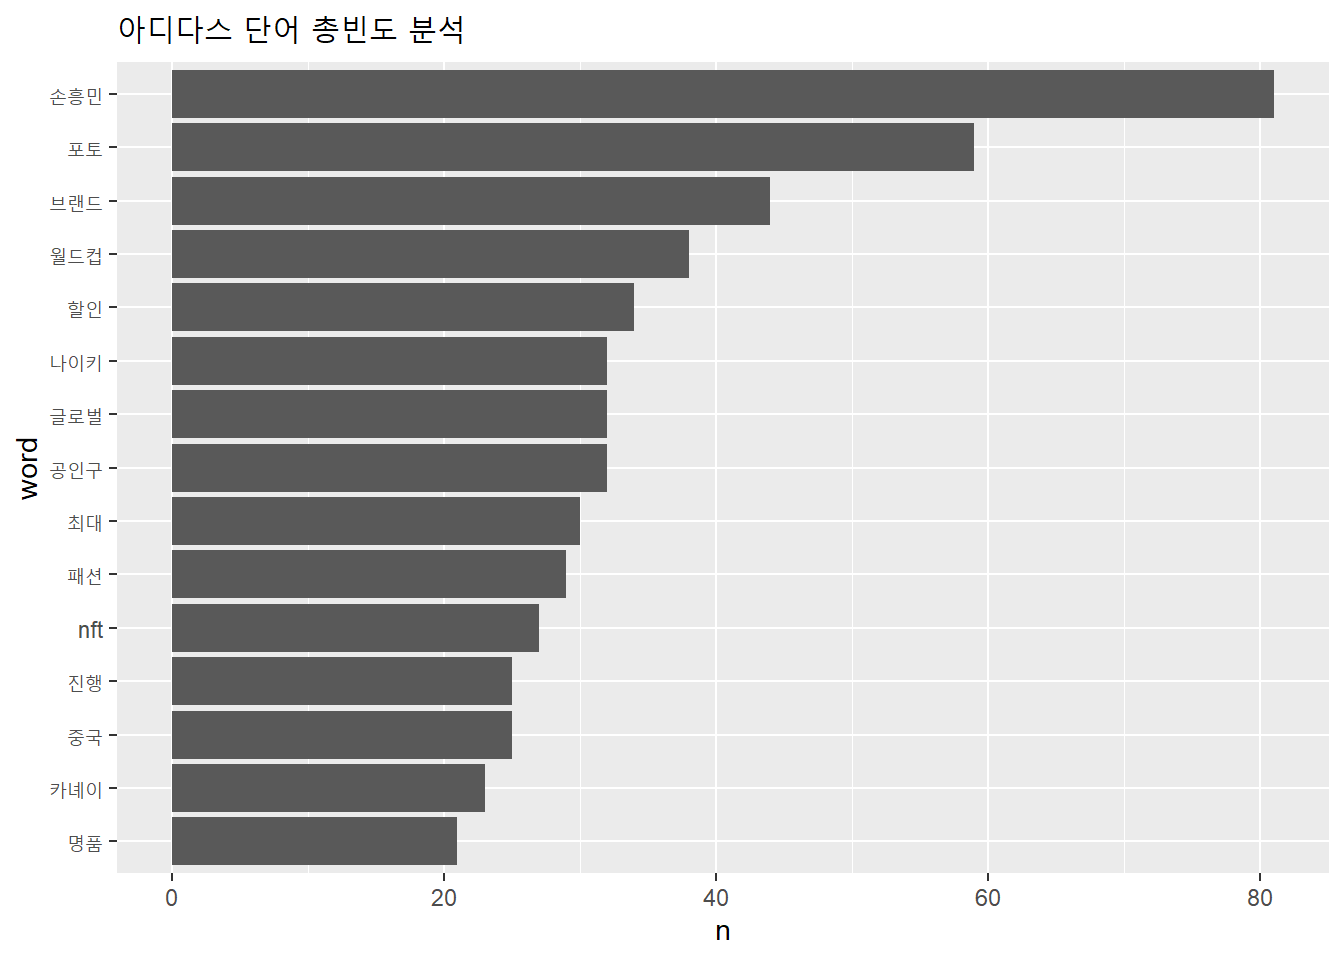 아디다스 단어 총빈도 분석
손흥민
포토
브랜드
월드컵
할인
나이키
글로벌
공인구
최대
패션
nft
진행
중국
카녜이
명품
word
0 20 40 60 80
n